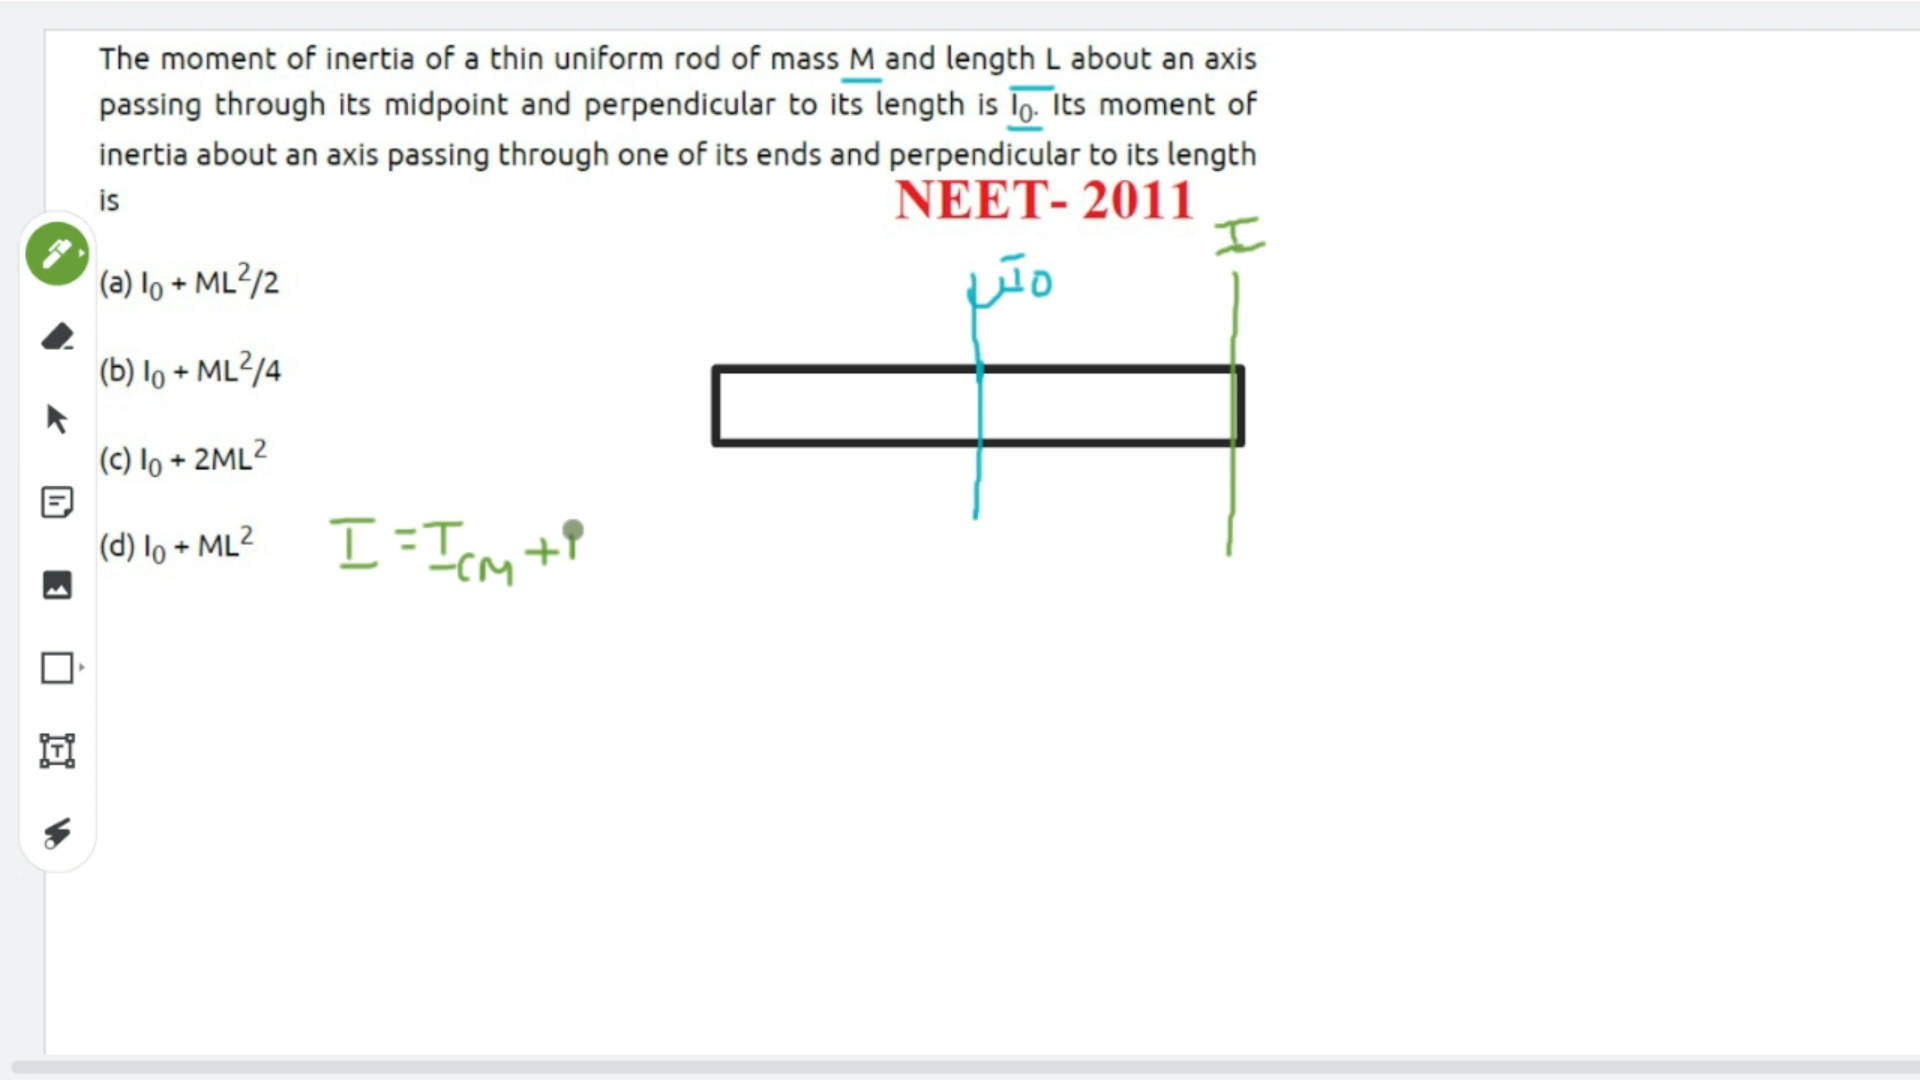 The moment of inertia of a thin uniform rod of mass M and length L about an axis
passing through its midpoint and perpendicular to its length is I₀. Its moment of
inertia about an axis passing through one of its ends and perpendicular to its length
is
NEET- 2011
I
I₀
(a) I₀ + ML²/2
(b) I₀ + ML²/4
(c) I₀ + 2ML²
(d) I₀ + ML²
I = I_CM +